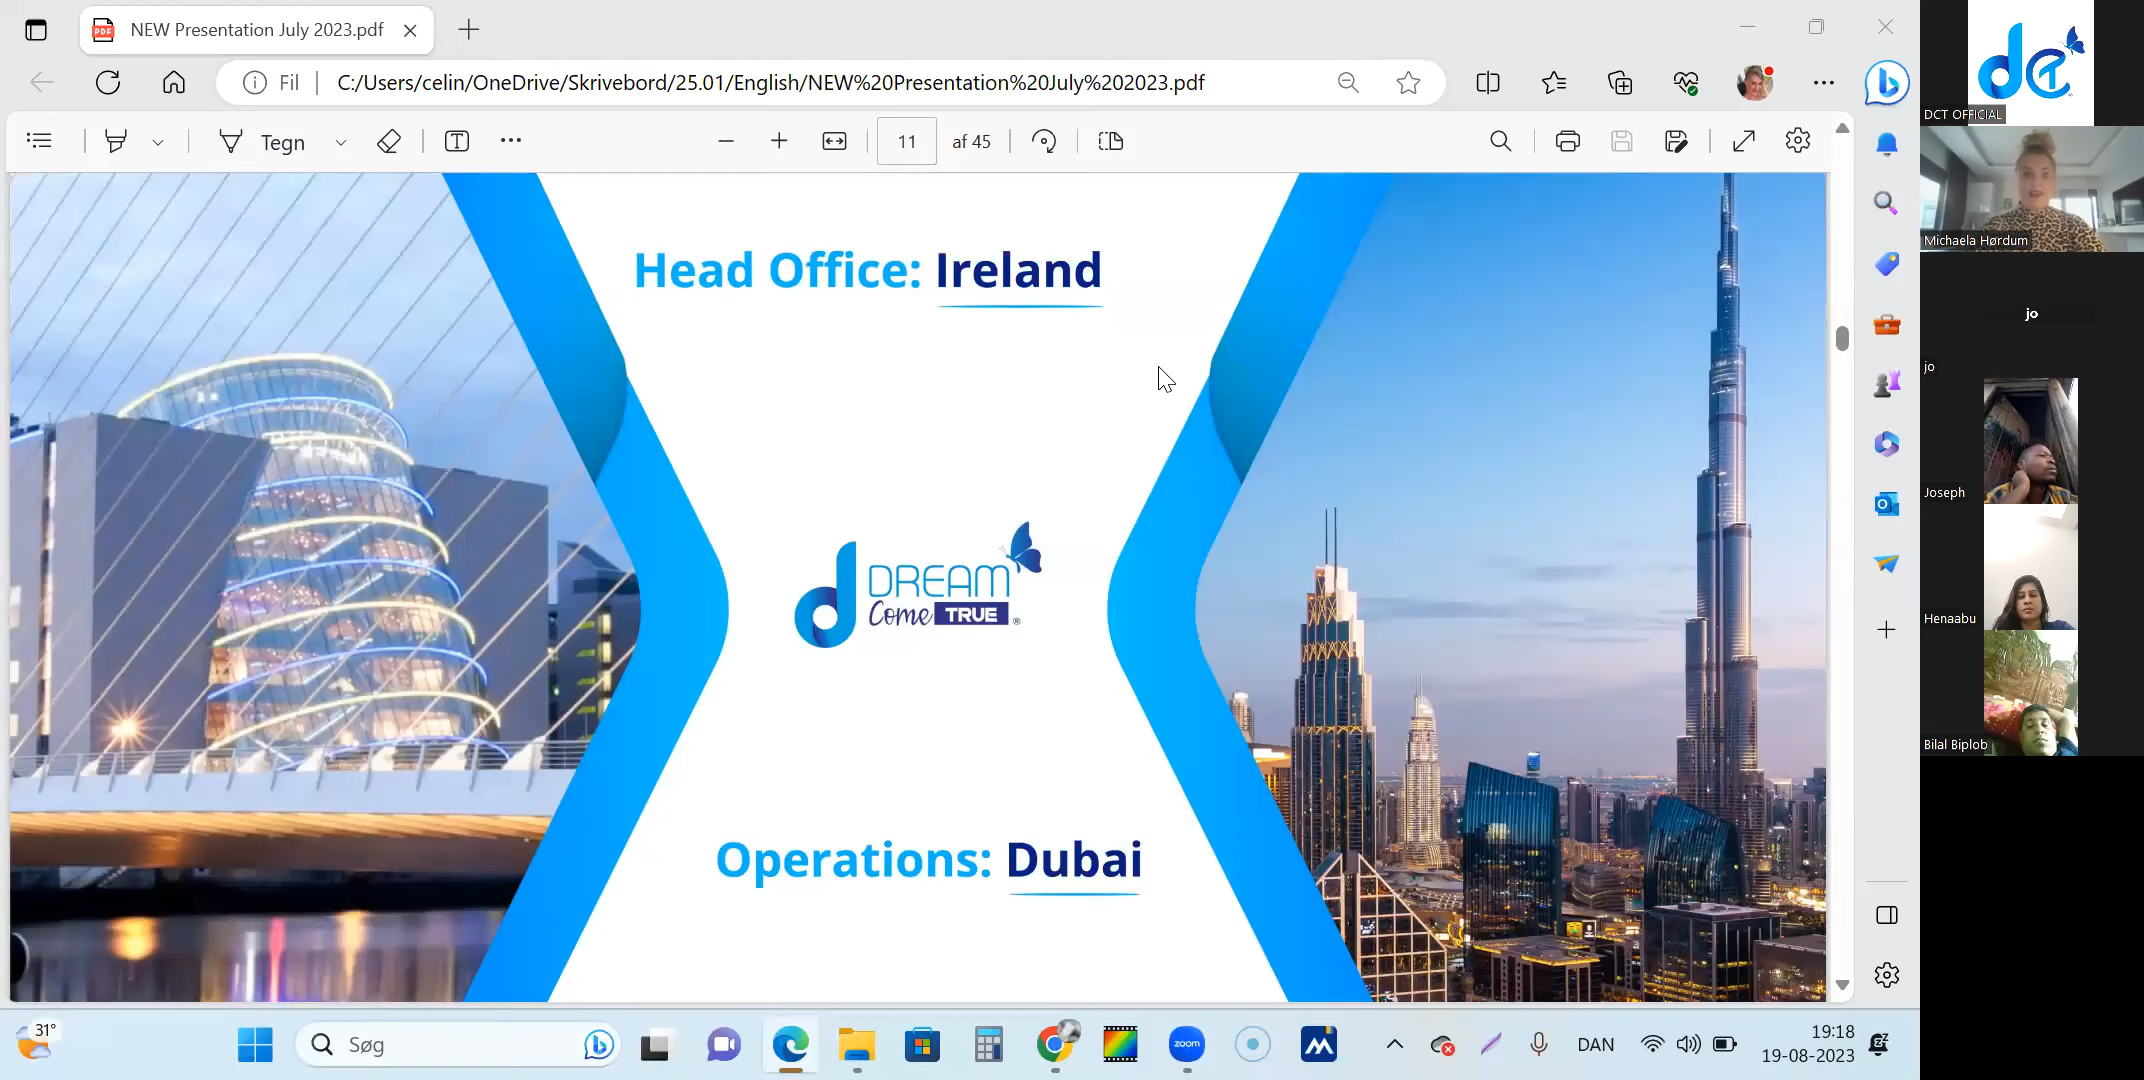 NEW Presentation July 2023.pdf
Fil
C:/Users/celin/OneDrive/Skrivebord/25.01/English/NEW%20Presentation%20July%202023.pdf
Tegn
11
af 45
Head Office: Ireland
d DREAM
Come TRUE ®
Operations: Dubai
dct
DCT OFFICIAL
Michaela Hørdum
jo
jo
Joseph
Henaabu
Bilal Biplob
31°
Søg
zoom
DAN
19:18
19-08-2023